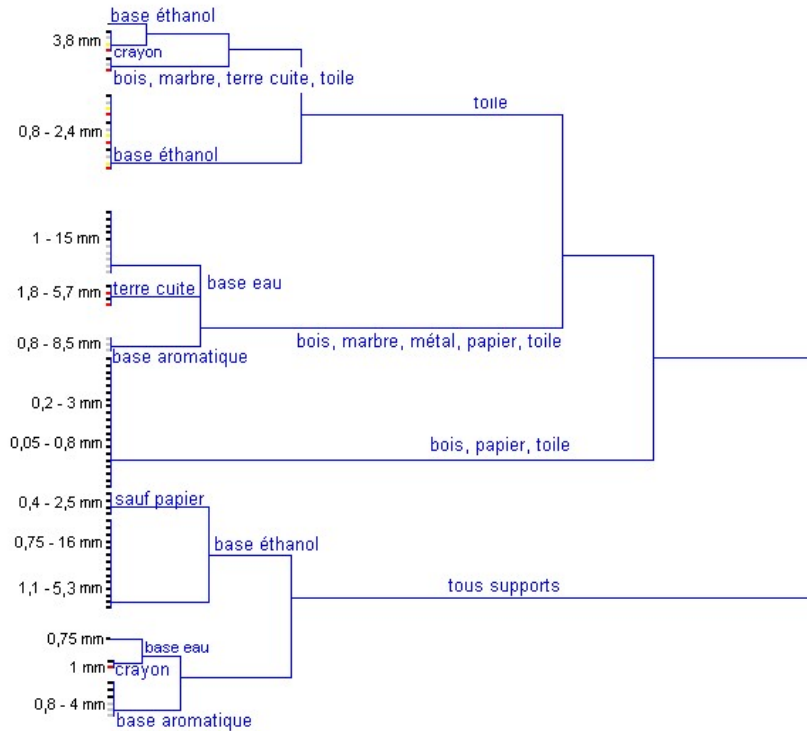 base éthanol
3,8 mm
crayon
bois, marbre, terre cuite, toile
toile
0,8 - 2,4 mm
base éthanol
1 - 15 mm
base eau
1,8 - 5,7 mm
terre cuite
0,8 - 8,5 mm
bois, marbre, métal, papier, toile
base aromatique
0,2 - 3 mm
0,05 - 0,8 mm
bois, papier, toile
0,4 - 2,5 mm
sauf papier
0,75 - 16 mm
base éthanol
1,1 - 5,3 mm
tous supports
0,75 mm
base eau
1 mm
crayon
0,8 - 4 mm
base aromatique